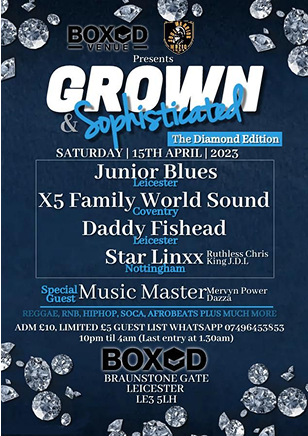 BOXED
VENUE
Presents
GROWN
& Sophisticated
The Diamond Edition
SATURDAY | 15TH APRIL | 2023
Junior Blues
Leicester
X5 Family World Sound
Coventry
Daddy Fishead
Leicester
Star Linxx Ruthless Chris King J.D.L
Nottingham
Special Guest Music Master Mervyn Power Dazza
REGGAE, RNB, HIPHOP, SOCA, AFROBEATS PLUS MUCH MORE
ADM £10, LIMITED £5 GUEST LIST WHATSAPP 07496453853
10pm til 4am (Last entry at 1.30am)
BOXED
BRAUNSTONE GATE
LEICESTER
LE3 5LH